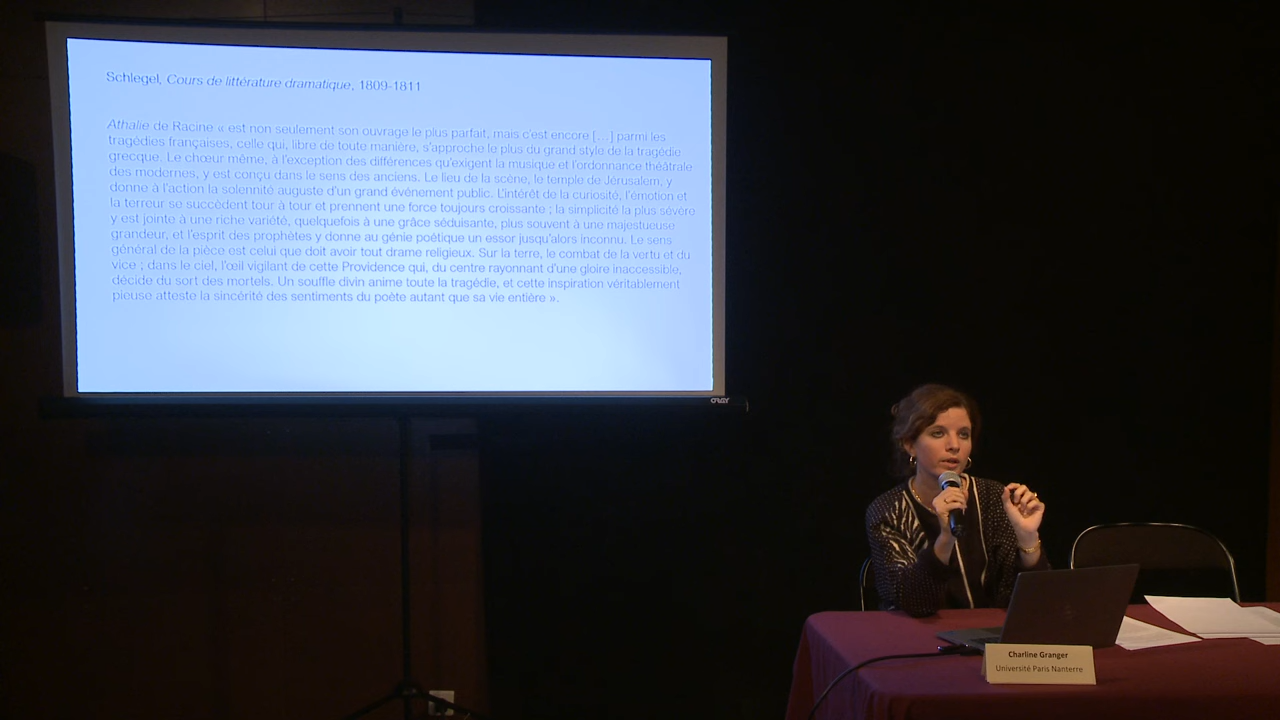 Schlegel, Cours de littérature dramatique, 1809-1811
Athalie de Racine « est non seulement son ouvrage le plus parfait, mais c'est encore [...] parmi les
tragédies françaises, celle qui, libre de toute manière, s'approche le plus du grand style de la tragédie
grecque. Le chœur même, à l'exception des différences qu'exigent la musique et l'ordonnance théâtrale
des modernes, y est conçu dans le sens des anciens. Le lieu de la scène, le temple de Jérusalem, y
donne à l'action la solennité auguste d'un grand événement public. L'intérêt de la curiosité, l'émotion et
la terreur se succèdent tour à tour et prennent une force toujours croissante ; la simplicité la plus sévère
y est jointe à une riche variété, quelquefois à une grâce séduisante, plus souvent à une majestueuse
grandeur, et l'esprit des prophètes y donne au génie poétique un essor jusqu'alors inconnu. Le sens
général de la pièce est celui que doit avoir tout drame religieux. Sur la terre, le combat de la vertu et du
vice ; dans le ciel, l'œil vigilant de cette Providence qui, du centre rayonnant d'une gloire inaccessible,
décide du sort des mortels. Un souffle divin anime toute la tragédie, et cette inspiration véritablement
pieuse atteste la sincérité des sentiments du poète autant que sa vie entière ».
ORAY
Charline Granger
Université Paris Nanterre